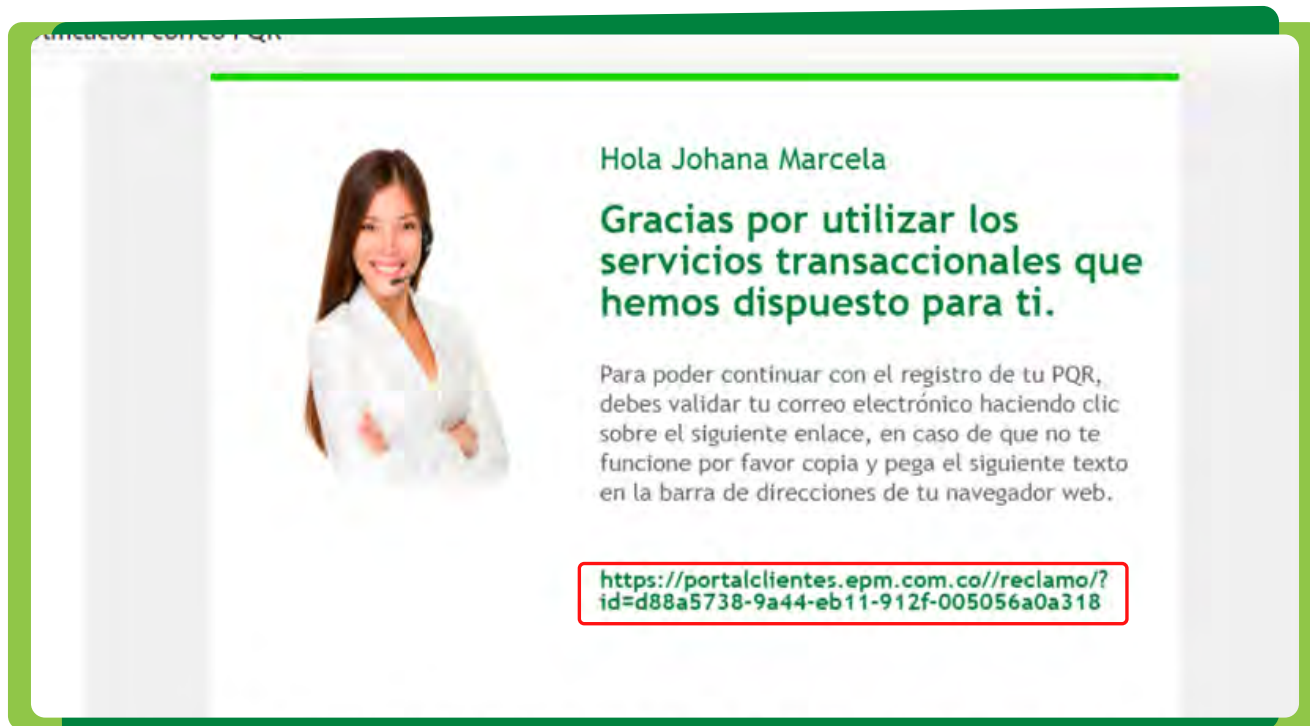 Hola Johana Marcela
Gracias por utilizar los
servicios transaccionales que
hemos dispuesto para ti.
Para poder continuar con el registro de tu PQR,
debes validar tu correo electrónico haciendo clic
sobre el siguiente enlace, en caso de que no te
funcione por favor copia y pega el siguiente texto
en la barra de direcciones de tu navegador web.
https://portalclientes.epm.com.co//reclamo/?
id=d88a5738-9a44-eb11-912f-005056a0a318